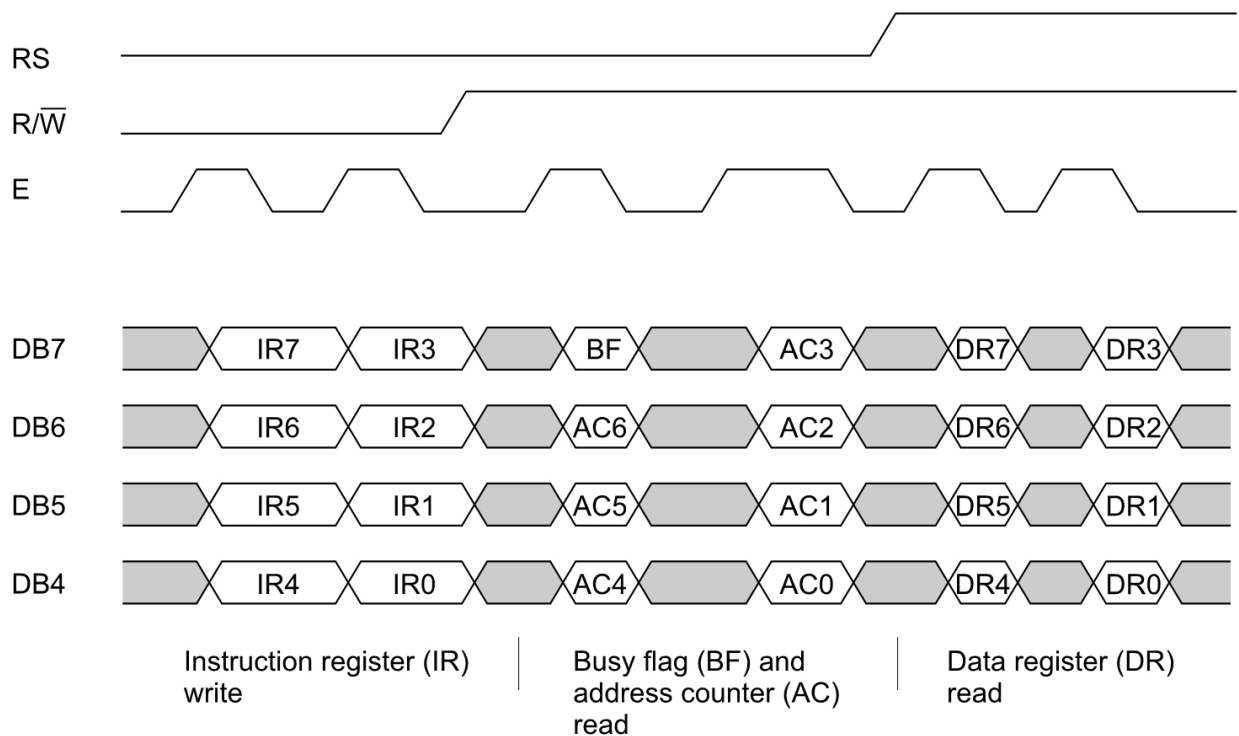 RS
R/W̅
E
DB7 IR7 IR3 BF AC3 DR7 DR3
DB6 IR6 IR2 AC6 AC2 DR6 DR2
DB5 IR5 IR1 AC5 AC1 DR5 DR1
DB4 IR4 IR0 AC4 AC0 DR4 DR0
Instruction register (IR)
write
Busy flag (BF) and
address counter (AC)
read
Data register (DR)
read